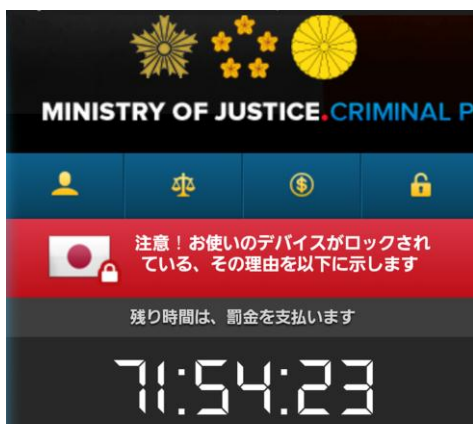 MINISTRY OF JUSTICE.CRIMINAL P
注意！お使いのデバイスがロックされ
ている、その理由を以下に示します
残り時間は、罰金を支払います
71:54:23